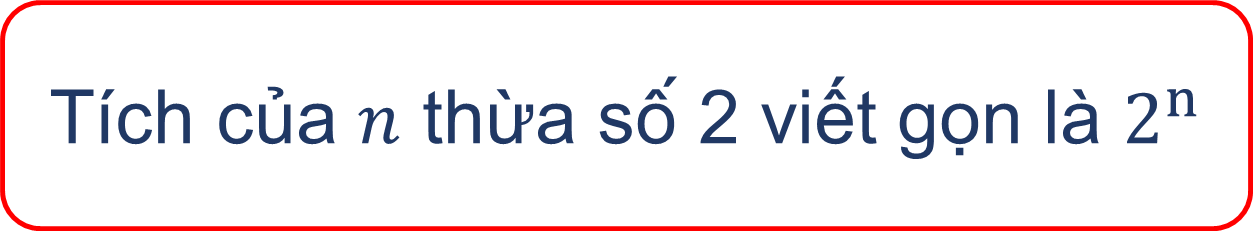 Tích của n thừa số 2 viết gọn là 2ⁿ